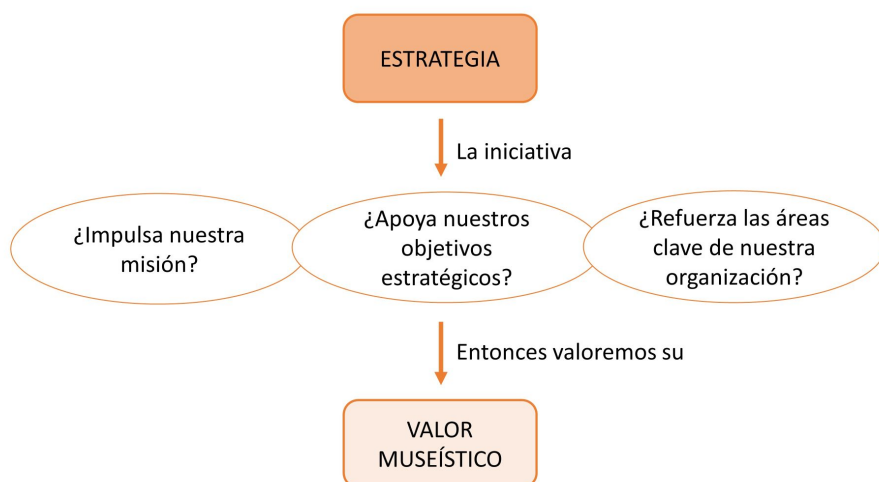 ESTRATEGIA
La iniciativa
¿Impulsa nuestra
misión?
¿Apoya nuestros
objetivos
estratégicos?
¿Refuerza las áreas
clave de nuestra
organización?
Entonces valoremos su
VALOR
MUSEÍSTICO